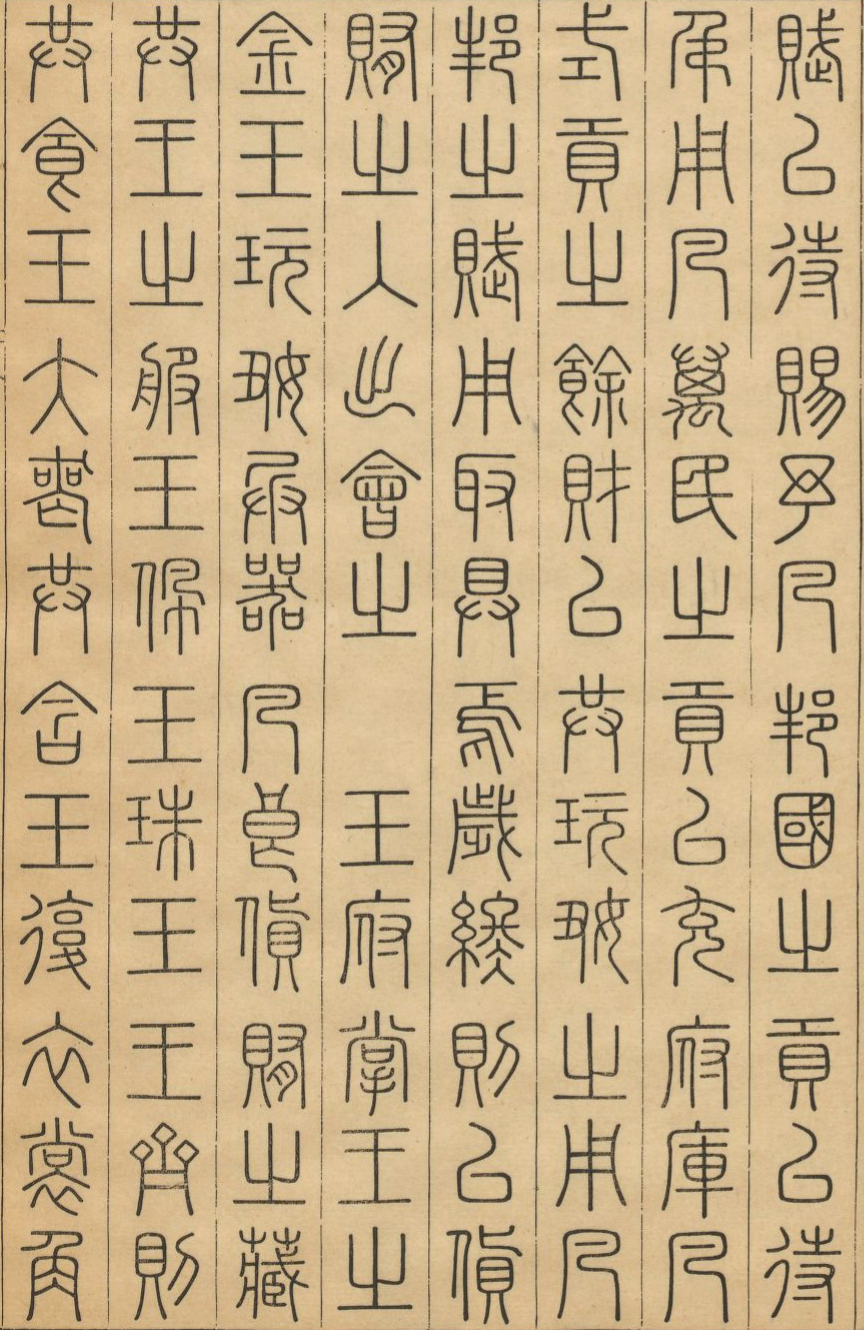 賦以待賜予凡邦國之貢以待
弔用凡萬民之貢以充府庫凡
式貢之餘財以共玩好之用凡
邦之賦用取具焉歲終則以貨
賄之入出會之 玉府掌王之
金玉玩好兵器凡良貨賄之藏
共王之服玉佩玉珠玉王齊則
共食玉大喪共含玉復衣裳角